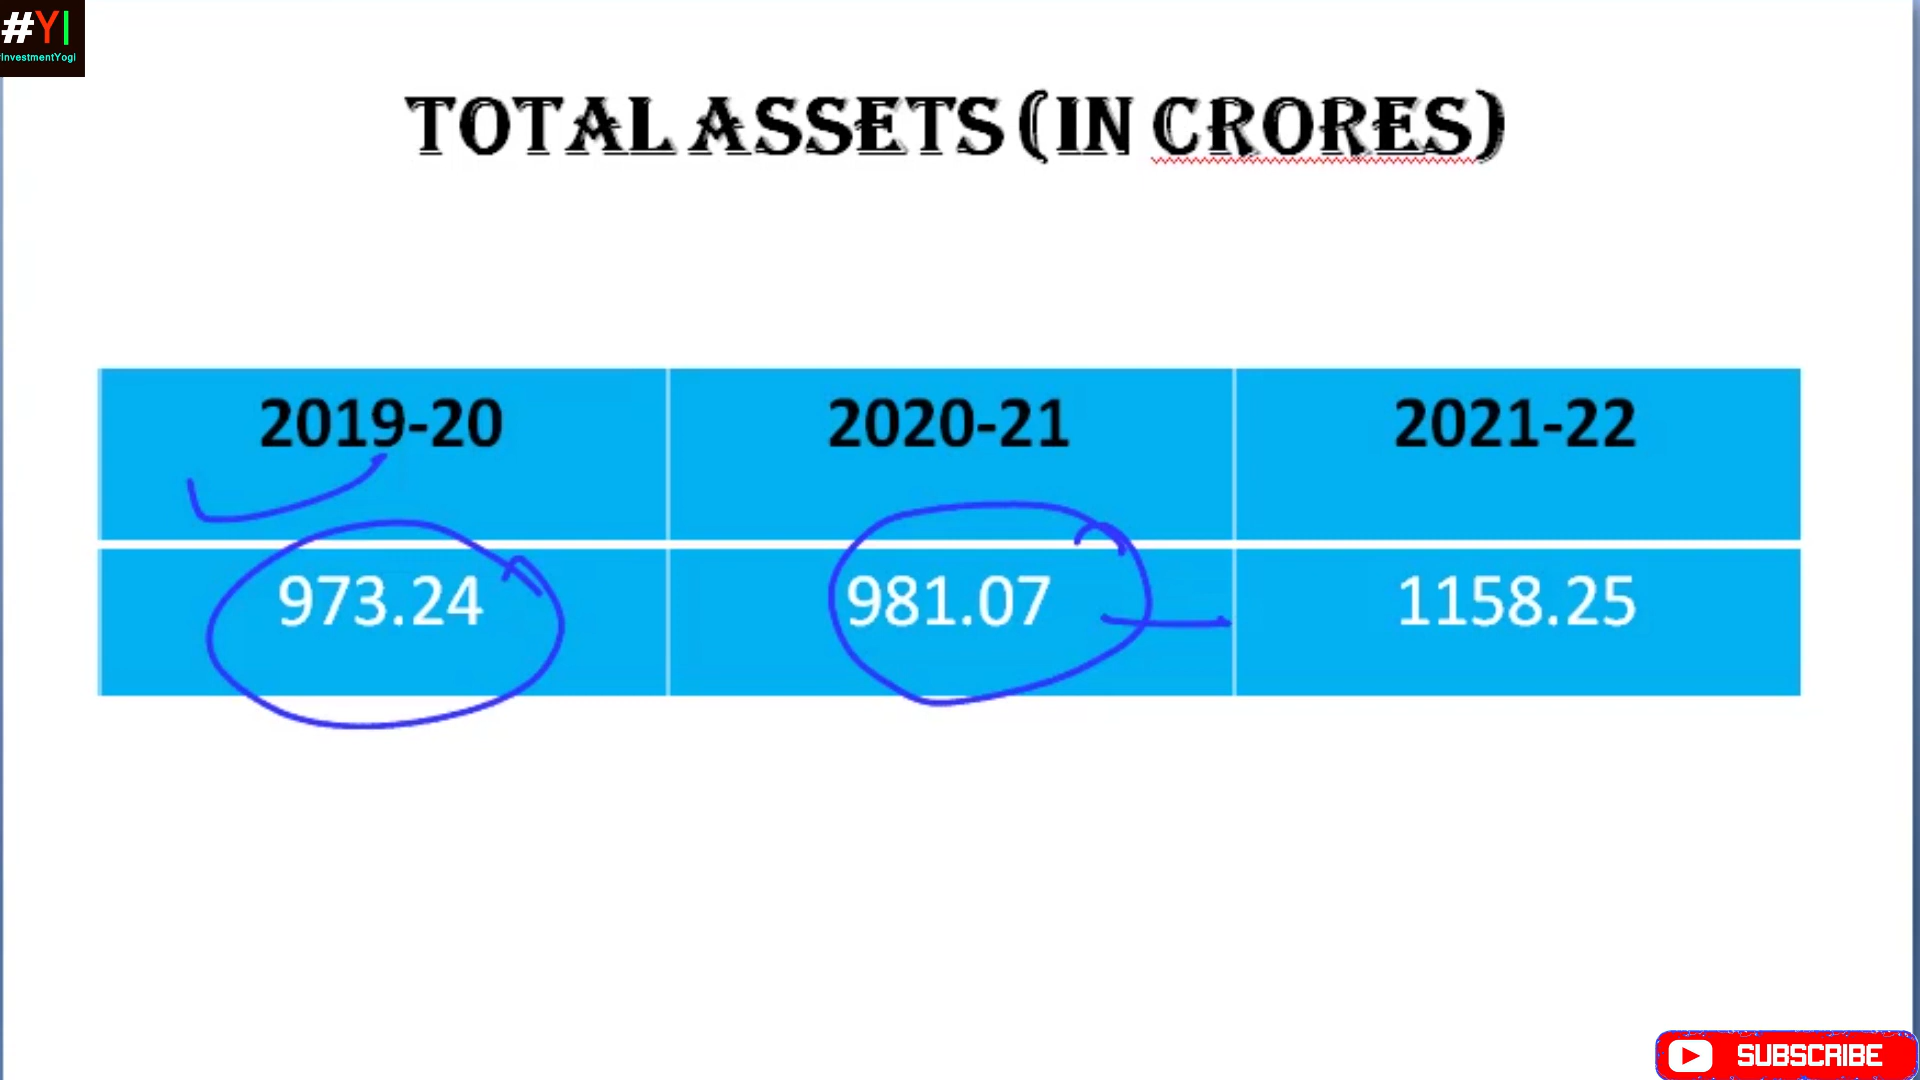 #YI
InvestmentYogi
TOTAL ASSETS (IN CRORES)
2019-20 2020-21 2021-22
973.24 981.07 1158.25
SUBSCRIBE